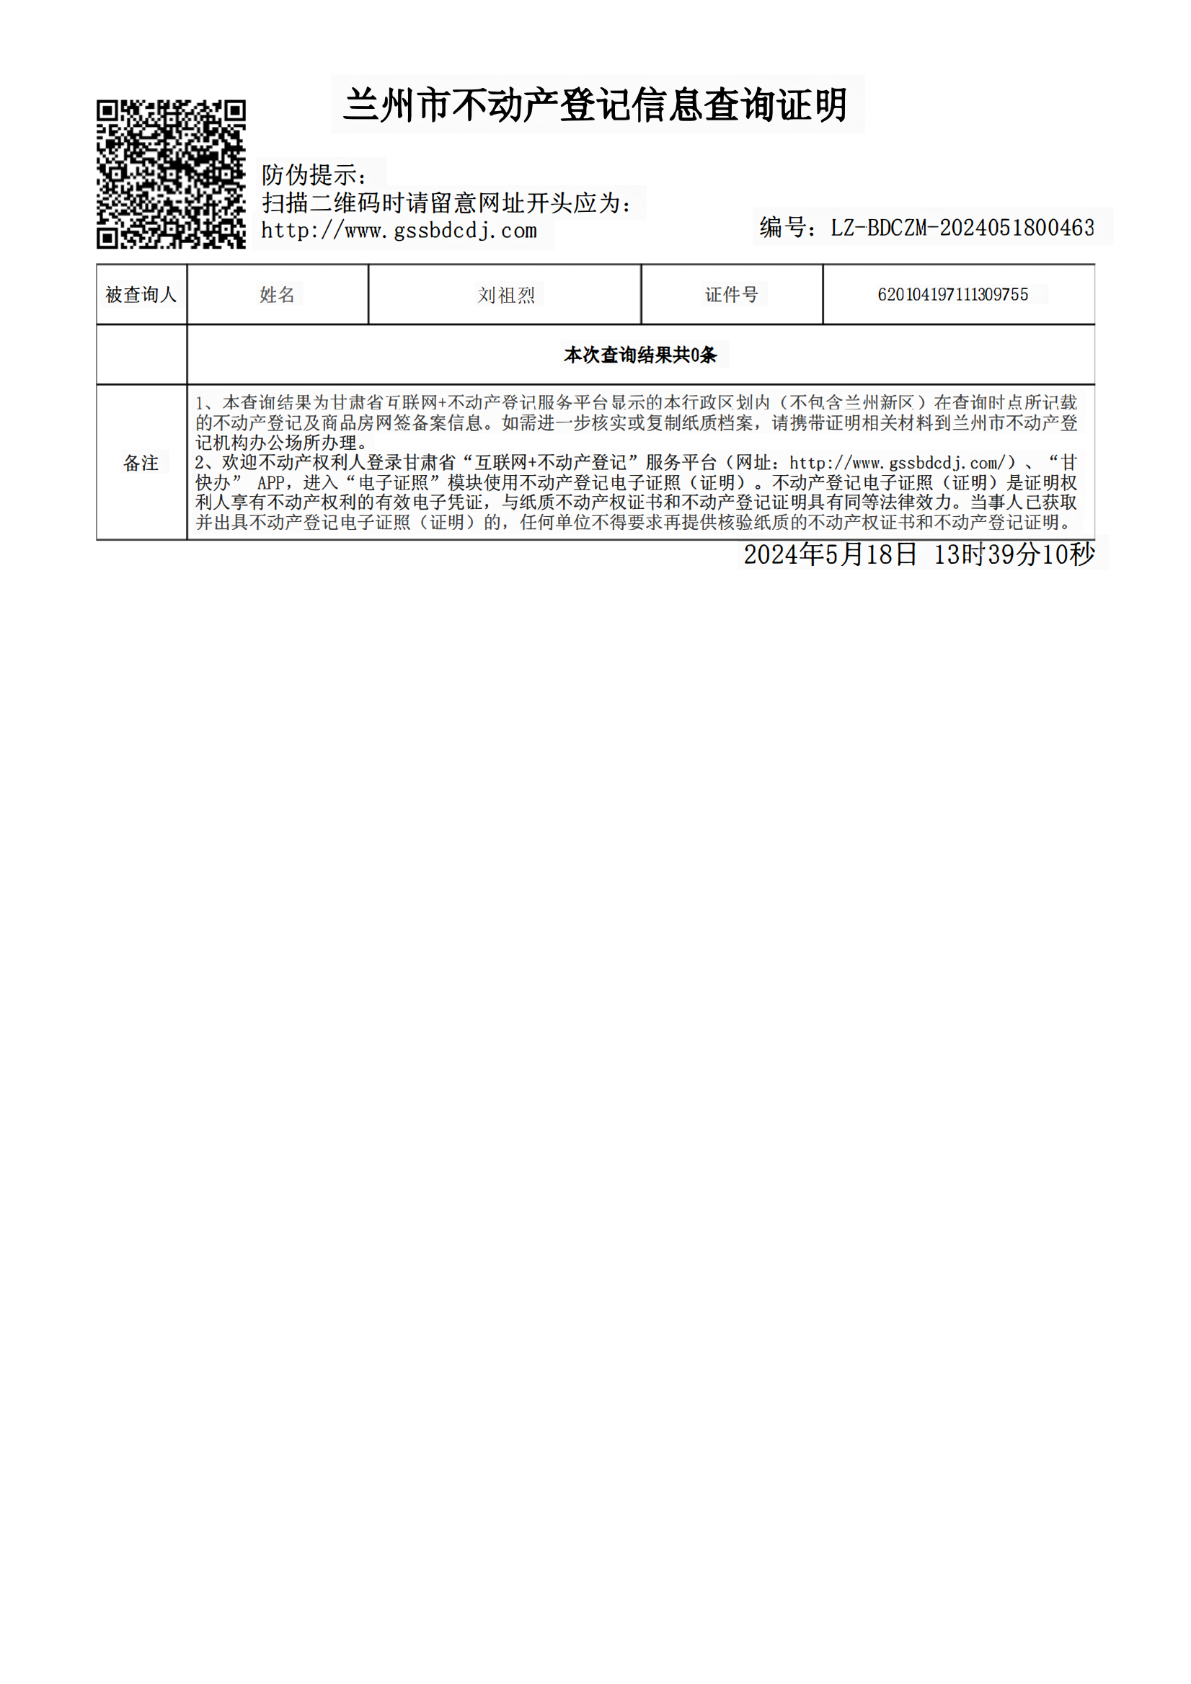 兰州市不动产登记信息查询证明
防伪提示：
扫描二维码时请留意网址开头应为：
http://www.gssbdcdj.com
编号：LZ-BDCZM-2024051800463
被查询人 姓名 刘祖烈 证件号 620104197111309755
本次查询结果共0条
备注
1、本查询结果为甘肃省互联网+不动产登记服务平台显示的本行政区划内（不包含兰州新区）在查询时点所记载
的不动产登记及商品房网签备案信息。如需进一步核实或复制纸质档案，请携带证明相关材料到兰州市不动产登
记机构办公场所办理。
2、欢迎不动产权利人登录甘肃省“互联网+不动产登记”服务平台（网址：http://www.gssbdcdj.com/）、“甘
快办” APP，进入“电子证照”模块使用不动产登记电子证照（证明）。不动产登记电子证照（证明）是证明权
利人享有不动产权利的有效电子凭证，与纸质不动产权证书和不动产登记证明具有同等法律效力。当事人已获取
并出具不动产登记电子证照（证明）的，任何单位不得要求再提供核验纸质的不动产权证书和不动产登记证明。
2024年5月18日 13时39分10秒